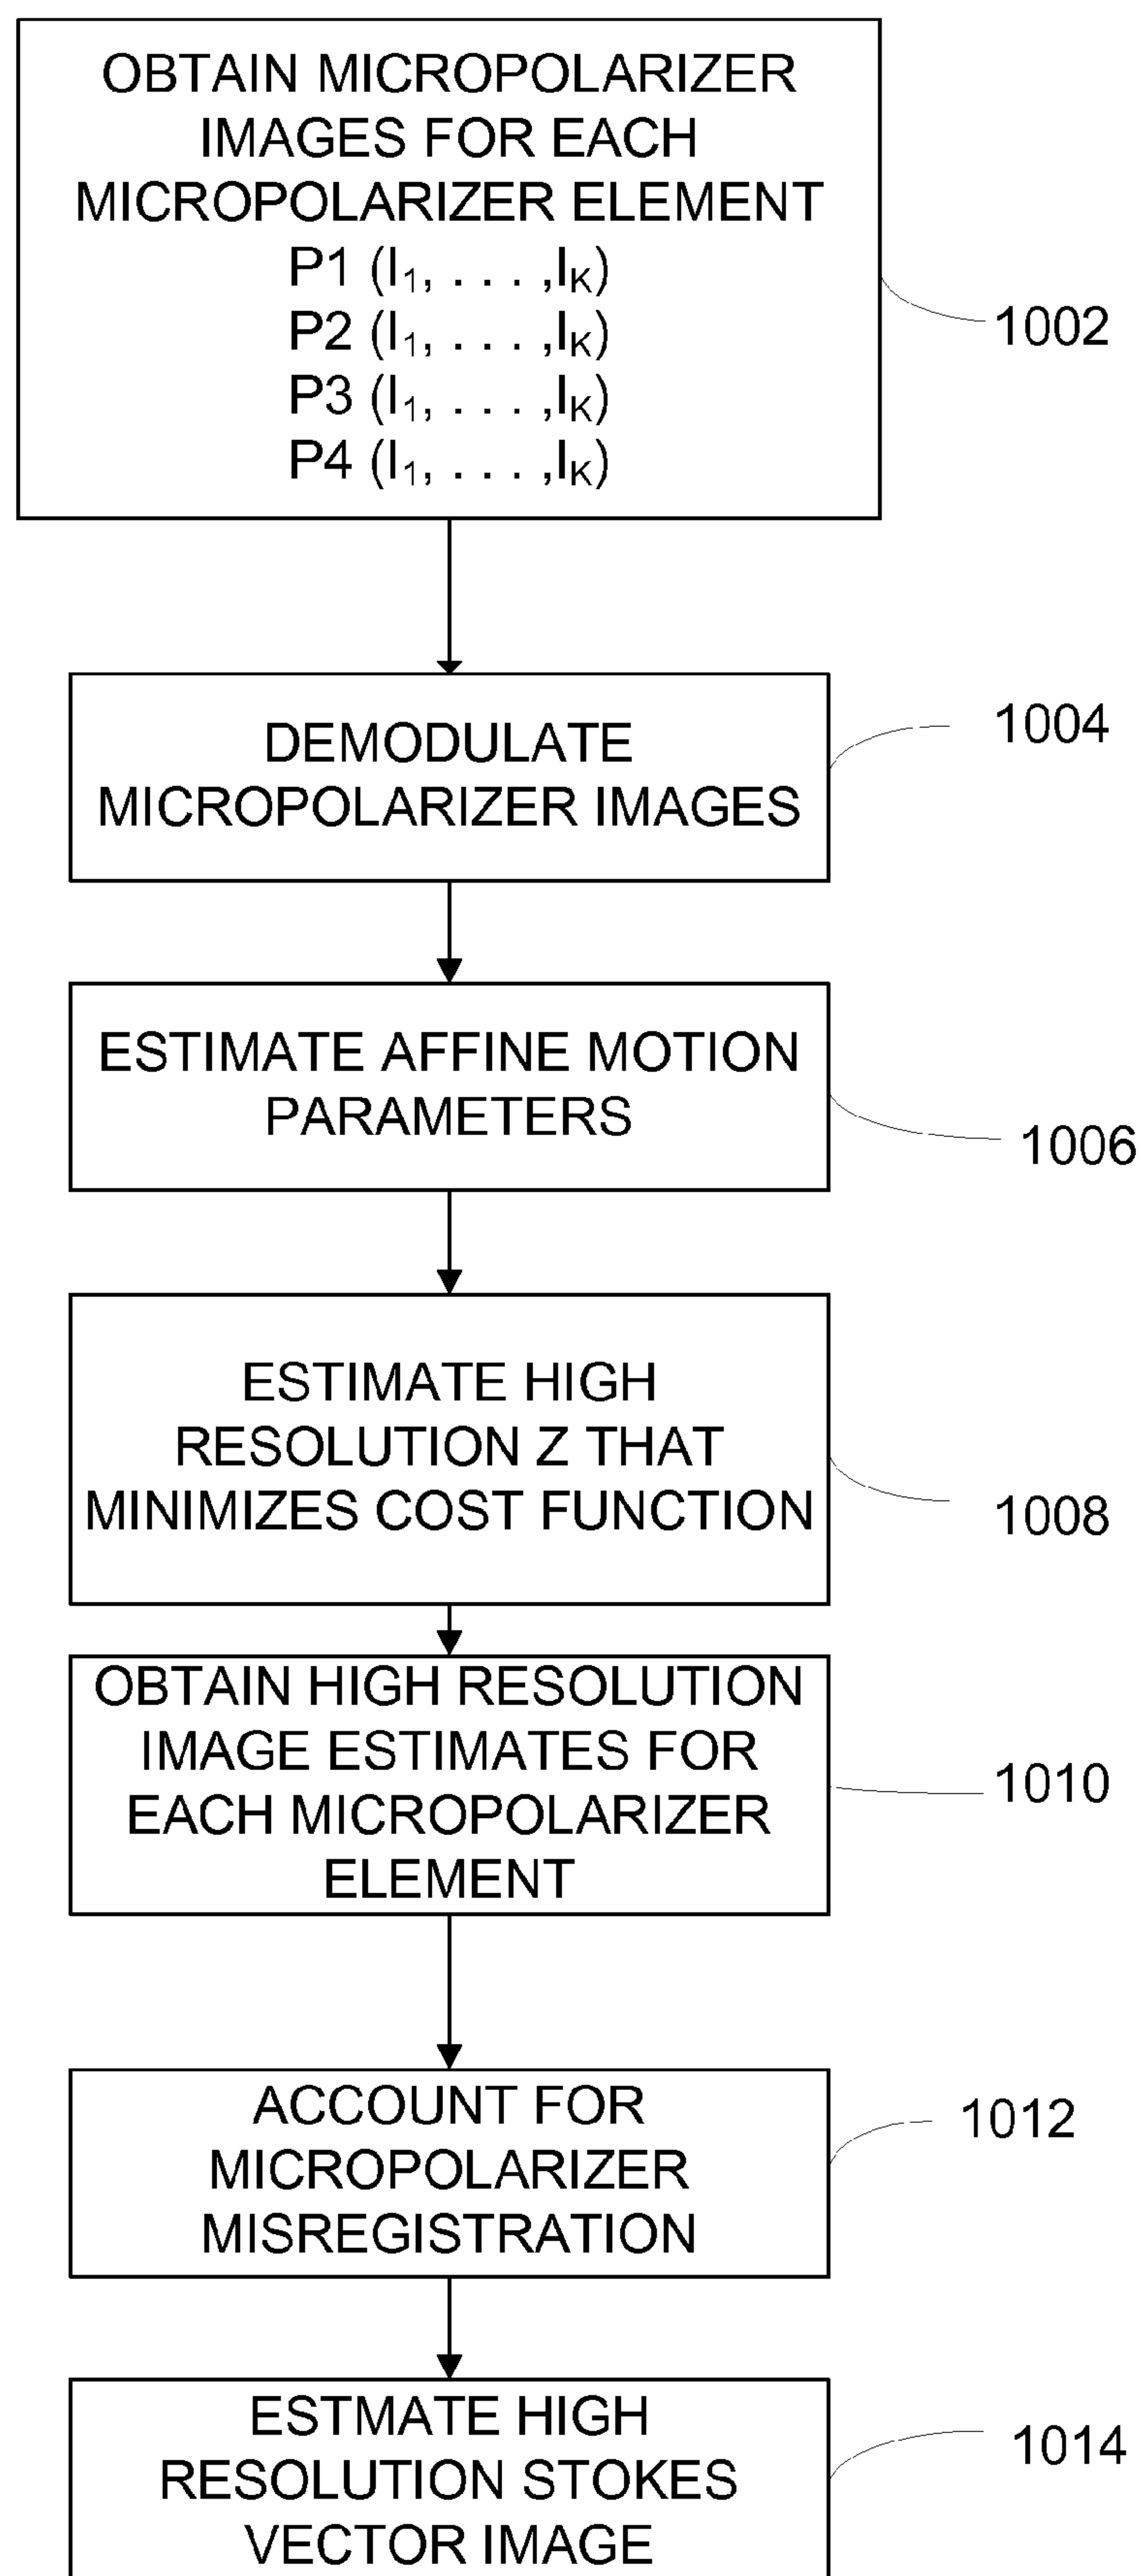 OBTAIN MICROPOLARIZER
IMAGES FOR EACH
MICROPOLARIZER ELEMENT
P1 (I₁, . . . ,Iₖ)
P2 (I₁, . . . ,Iₖ)
P3 (I₁, . . . ,Iₖ)
P4 (I₁, . . . ,Iₖ)
1002
DEMODULATE
MICROPOLARIZER IMAGES
1004
ESTIMATE AFFINE MOTION
PARAMETERS
1006
ESTIMATE HIGH
RESOLUTION Z THAT
MINIMIZES COST FUNCTION
1008
OBTAIN HIGH RESOLUTION
IMAGE ESTIMATES FOR
EACH MICROPOLARIZER
ELEMENT
1010
ACCOUNT FOR
MICROPOLARIZER
MISREGISTRATION
1012
ESTMATE HIGH
RESOLUTION STOKES
VECTOR IMAGE
1014